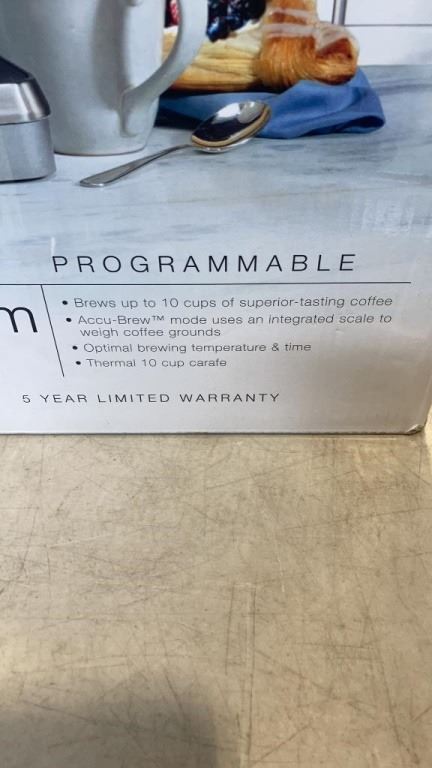 PROGRAMMABLE
m
• Brews up to 10 cups of superior-tasting coffee
• Accu-Brew™ mode uses an integrated scale to
weigh coffee grounds
• Optimal brewing temperature & time
• Thermal 10 cup carafe
5 YEAR LIMITED WARRANTY